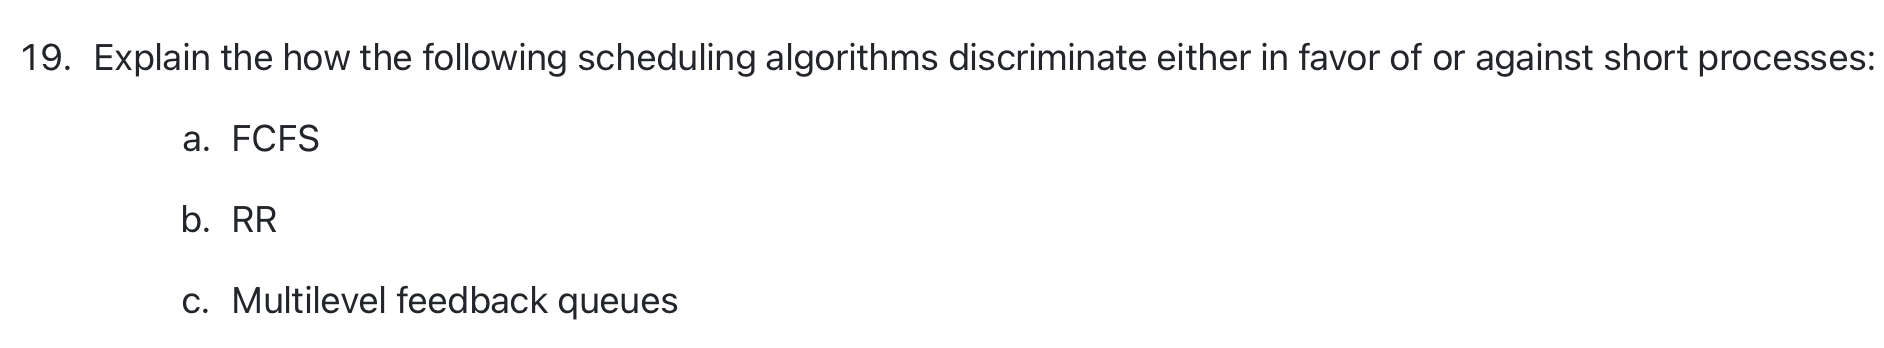 19. Explain the how the following scheduling algorithms discriminate either in favor of or against short processes:
a. FCFS
b. RR
c. Multilevel feedback queues